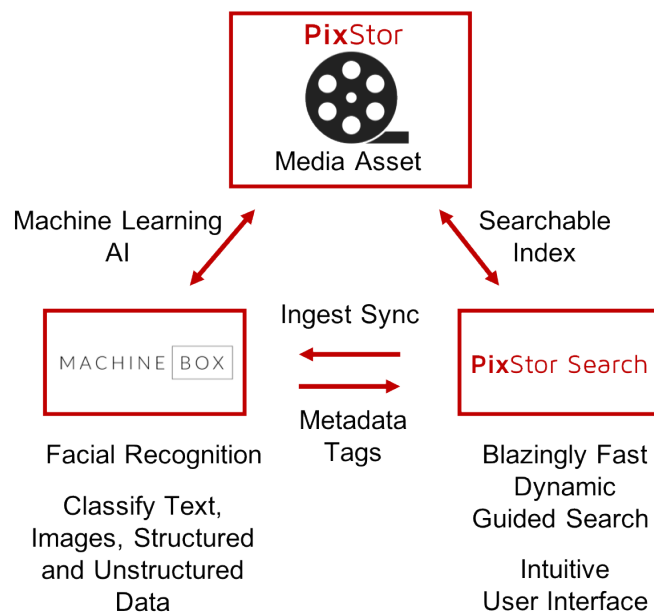 PixStor
Media Asset
Machine Learning
AI
Searchable
Index
Ingest Sync
MACHINE BOX
PixStor Search
Metadata
Tags
Facial Recognition
Classify Text,
Images, Structured
and Unstructured
Data
Blazingly Fast
Dynamic
Guided Search
Intuitive
User Interface